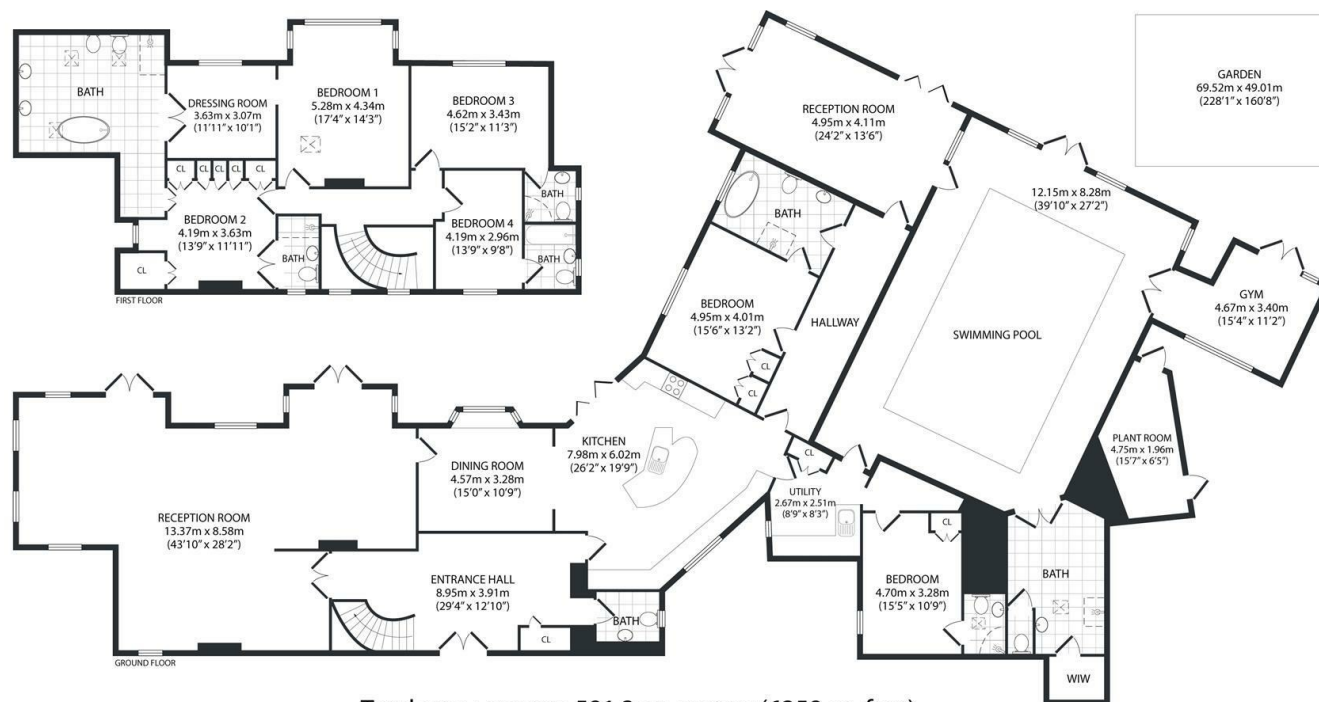 BATH
DRESSING ROOM
3.63m x 3.07m
(11'11" x 10'1")
BEDROOM 1
5.28m x 4.34m
(17'4" x 14'3")
BEDROOM 3
4.62m x 3.43m
(15'2" x 11'3")
CL
CL
CL
CL
CL
BEDROOM 2
4.19m x 3.63m
(13'9" x 11'11")
CL
BATH
BEDROOM 4
4.19m x 2.96m
(13'9" x 9'8")
BATH
BATH
FIRST FLOOR
RECEPTION ROOM
4.95m x 4.11m
(24'2" x 13'6")
GARDEN
69.52m x 49.01m
(228'1" x 160'8")
12.15m x 8.28m
(39'10" x 27'2")
SWIMMING POOL
BATH
BEDROOM
4.95m x 4.01m
(15'6" x 13'2")
CL
CL
HALLWAY
GYM
4.67m x 3.40m
(15'4" x 11'2")
PLANT ROOM
4.75m x 1.96m
(15'7" x 6'5")
RECEPTION ROOM
13.37m x 8.58m
(43'10" x 28'2")
DINING ROOM
4.57m x 3.28m
(15'0" x 10'9")
KITCHEN
7.98m x 6.02m
(26'2" x 19'9")
CL
UTILITY
2.67m x 2.51m
(8'9" x 8'3")
ENTRANCE HALL
8.95m x 3.91m
(29'4" x 12'10")
CL
BATH
BEDROOM
4.70m x 3.28m
(15'5" x 10'9")
CL
BATH
WIW
GROUND FLOOR